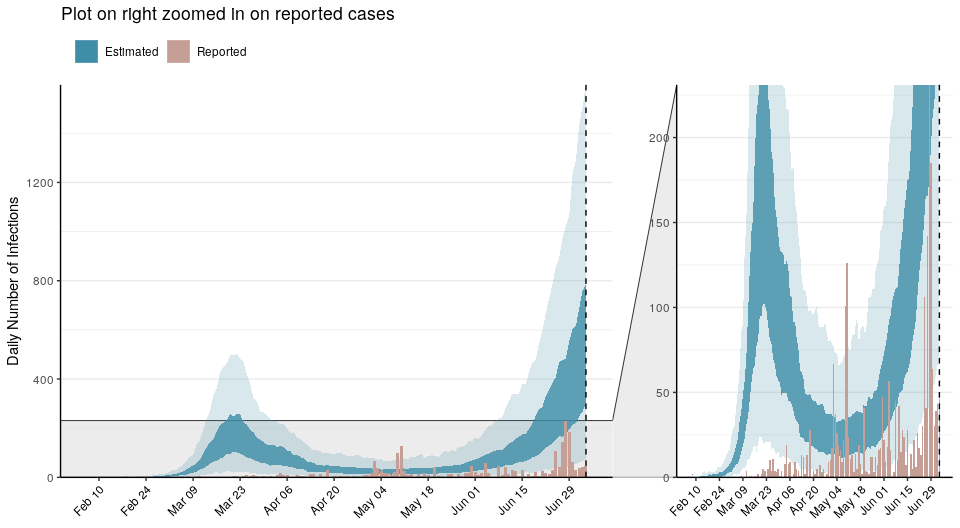 Plot on right zoomed in on reported cases
Estimated
Reported
Daily Number of Infections
1200
800
400
0
Feb 10
Feb 24
Mar 09
Mar 23
Apr 06
Apr 20
May 04
May 18
Jun 01
Jun 15
Jun 29
200
150
100
50
0
Feb 10
Feb 24
Mar 09
Mar 23
Apr 06
Apr 20
May 04
May 18
Jun 01
Jun 15
Jun 29